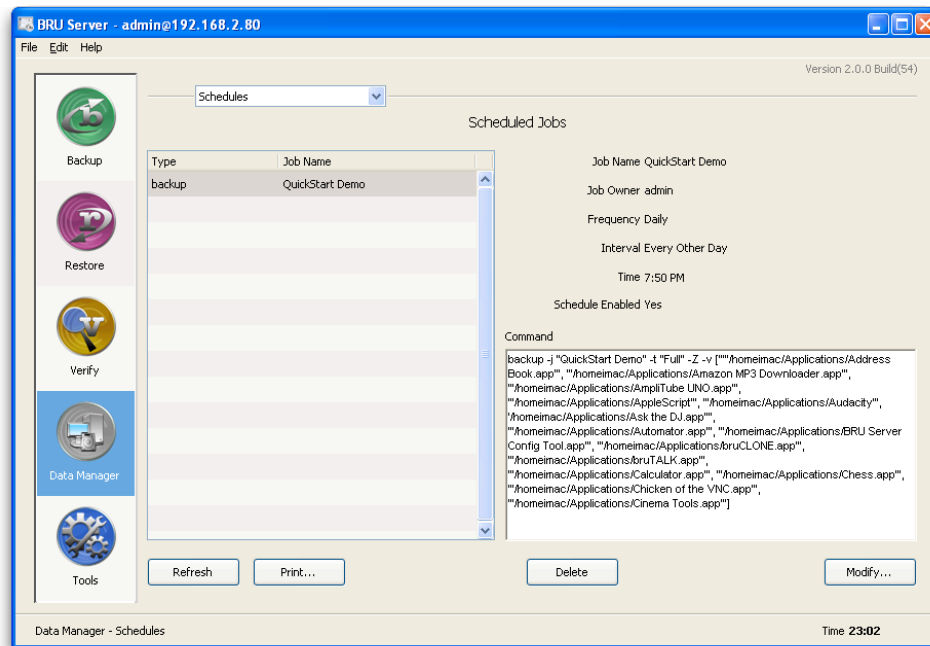 BRU Server - admin@192.168.2.80
File Edit Help
Version 2.0.0 Build(54)
Schedules
Scheduled Jobs
Backup
Restore
Verify
Data Manager
Tools
Type Job Name
backup QuickStart Demo
Job Name QuickStart Demo
Job Owner admin
Frequency Daily
Interval Every Other Day
Time 7:50 PM
Schedule Enabled Yes
Command
backup -j "QuickStart Demo" -t "Full" -Z -v ["'"/homeimac/Applications/Address
Book.app'", "'/homeimac/Applications/Amazon MP3 Downloader.app'",
"'/homeimac/Applications/AmpliTube UNO.app'",
"'/homeimac/Applications/AppleScript'", "'/homeimac/Applications/Audacity'",
'/homeimac/Applications/Ask the DJ.app'"",
"'/homeimac/Applications/Automator.app'", "'/homeimac/Applications/BRU Server
Config Tool.app'", "'/homeimac/Applications/bruCLONE.app'",
"'/homeimac/Applications/bruTALK.app'",
"'/homeimac/Applications/Calculator.app'", "'/homeimac/Applications/Chess.app'",
"'/homeimac/Applications/Chicken of the VNC.app'",
"'/homeimac/Applications/Cinema Tools.app'"]
Refresh Print... Delete Modify...
Data Manager - Schedules Time 23:02